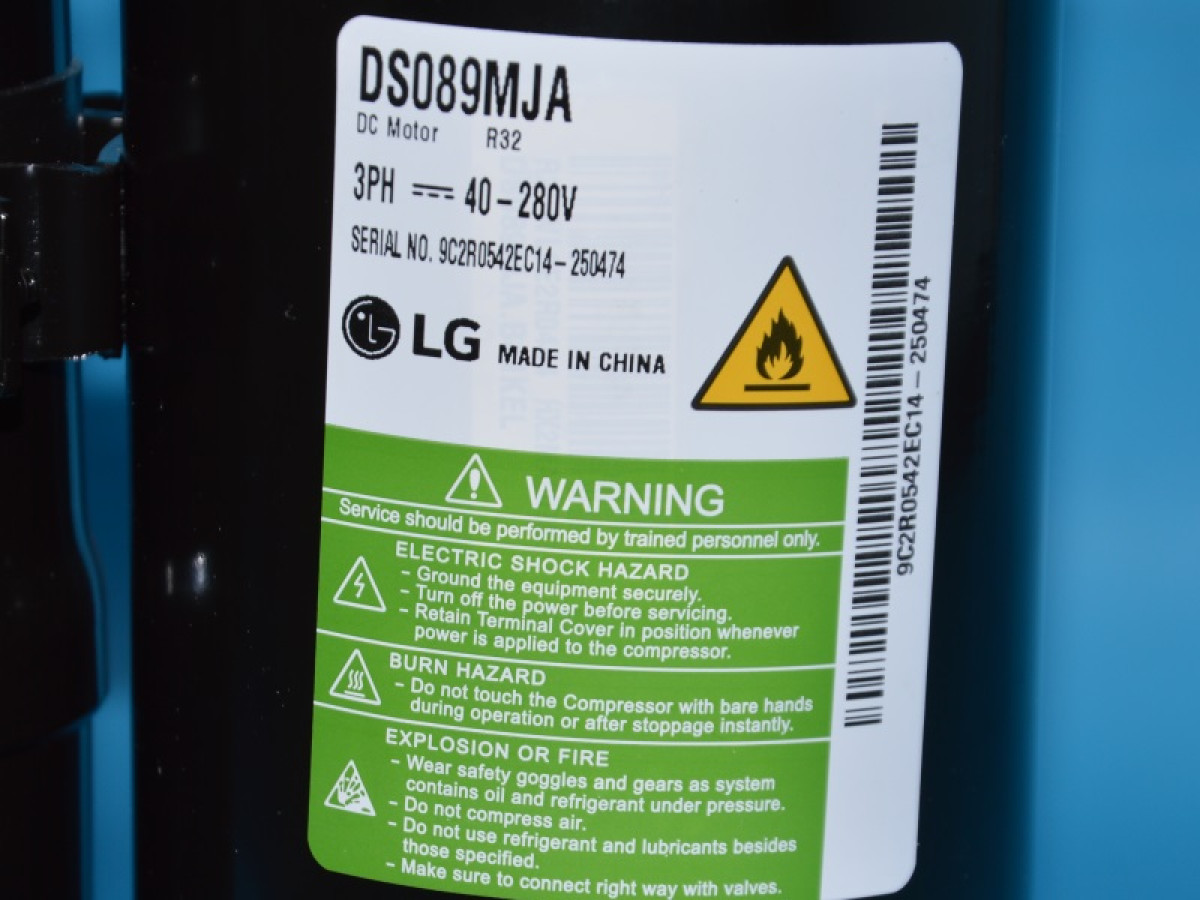 DS089MJA
DC Motor R32
3PH 40-280V
SERIAL NO. 9C2R0542EC14-250474
LG MADE IN CHINA
9C2R0542EC14-250474
WARNING
Service should be performed by trained personnel only.
ELECTRIC SHOCK HAZARD
- Ground the equipment securely.
- Turn off the power before servicing.
- Retain Terminal Cover in position whenever
power is applied to the compressor.
BURN HAZARD
- Do not touch the Compressor with bare hands
during operation or after stoppage instantly.
EXPLOSION OR FIRE
- Wear safety goggles and gears as system
contains oil and refrigerant under pressure.
- Do not compress air.
- Do not use refrigerant and lubricants besides
those specified.
- Make sure to connect right way with valves.